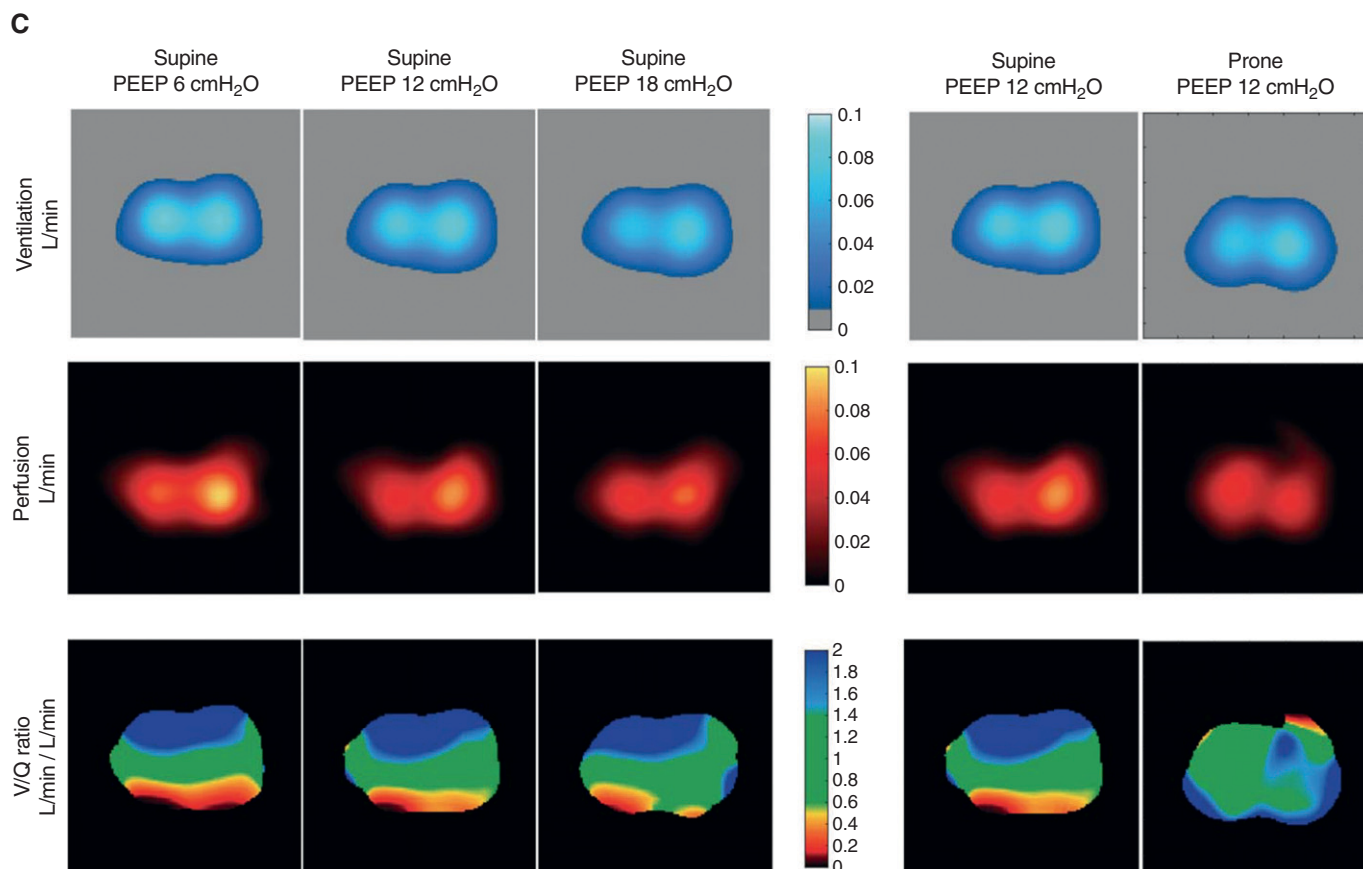 C
Supine
PEEP 6 cmH₂O
Supine
PEEP 12 cmH₂O
Supine
PEEP 18 cmH₂O
Supine
PEEP 12 cmH₂O
Prone
PEEP 12 cmH₂O
Ventilation
L/min
0.1
0.08
0.06
0.04
0.02
0
Perfusion
L/min
0.1
0.08
0.06
0.04
0.02
0
V/Q ratio
L/min / L/min
2
1.8
1.6
1.4
1.2
1
0.8
0.6
0.4
0.2
0